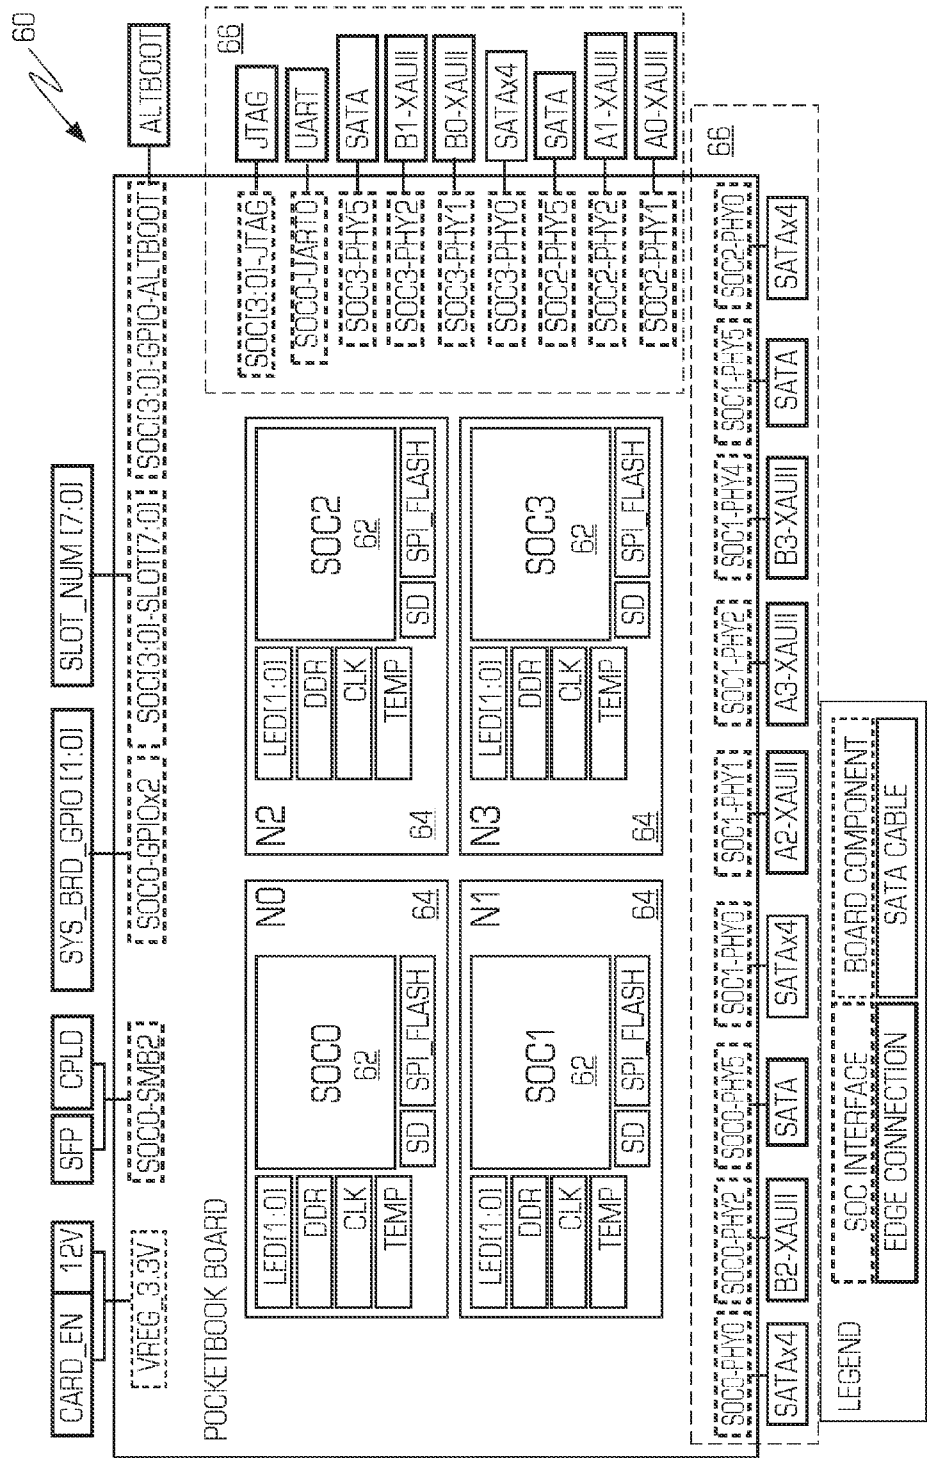 60
CARD_EN
12V
SFP
CPLD
SYS_BRD_GPIO [1:0]
SLOT_NUM [7:0]
ALTBOOT
VREG_3.3V
SOC0-SMB2
SOC0-GPIOx2
SOC[3:0]-SLOT[7:0]
SOC[3:0]-GPIO-ALTBOOT
POCKETBOOK BOARD
66
SOC[3:0]-JTAG
JTAG
SOC0-UART0
UART
SOC3-PHY5
SATA
SOC3-PHY2
B1-XAUII
SOC3-PHY1
B0-XAUII
SOC3-PHY0
SATAx4
SOC2-PHY5
SATA
SOC2-PHY2
A1-XAUII
SOC2-PHY1
A0-XAUII
N0
64
LED[1:0]
DDR
CLK
TEMP
SOC0
62
SD
SPI_FLASH
N2
64
LED[1:0]
DDR
CLK
TEMP
SOC2
62
SD
SPI_FLASH
N1
64
LED[1:0]
DDR
CLK
TEMP
SOC1
62
SD
SPI_FLASH
N3
64
LED[1:0]
DDR
CLK
TEMP
SOC3
62
SD
SPI_FLASH
66
SOC0-PHY0
SOC0-PHY2
SOC0-PHY5
SOC1-PHY0
SOC1-PHY1
SOC1-PHY2
SOC1-PHY4
SOC1-PHY5
SOC2-PHY0
SATAx4
B2-XAUII
SATA
SATAx4
A2-XAUII
A3-XAUII
B3-XAUII
SATA
SATAx4
LEGEND
SOC INTERFACE
BOARD COMPONENT
EDGE CONNECTION
SATA CABLE